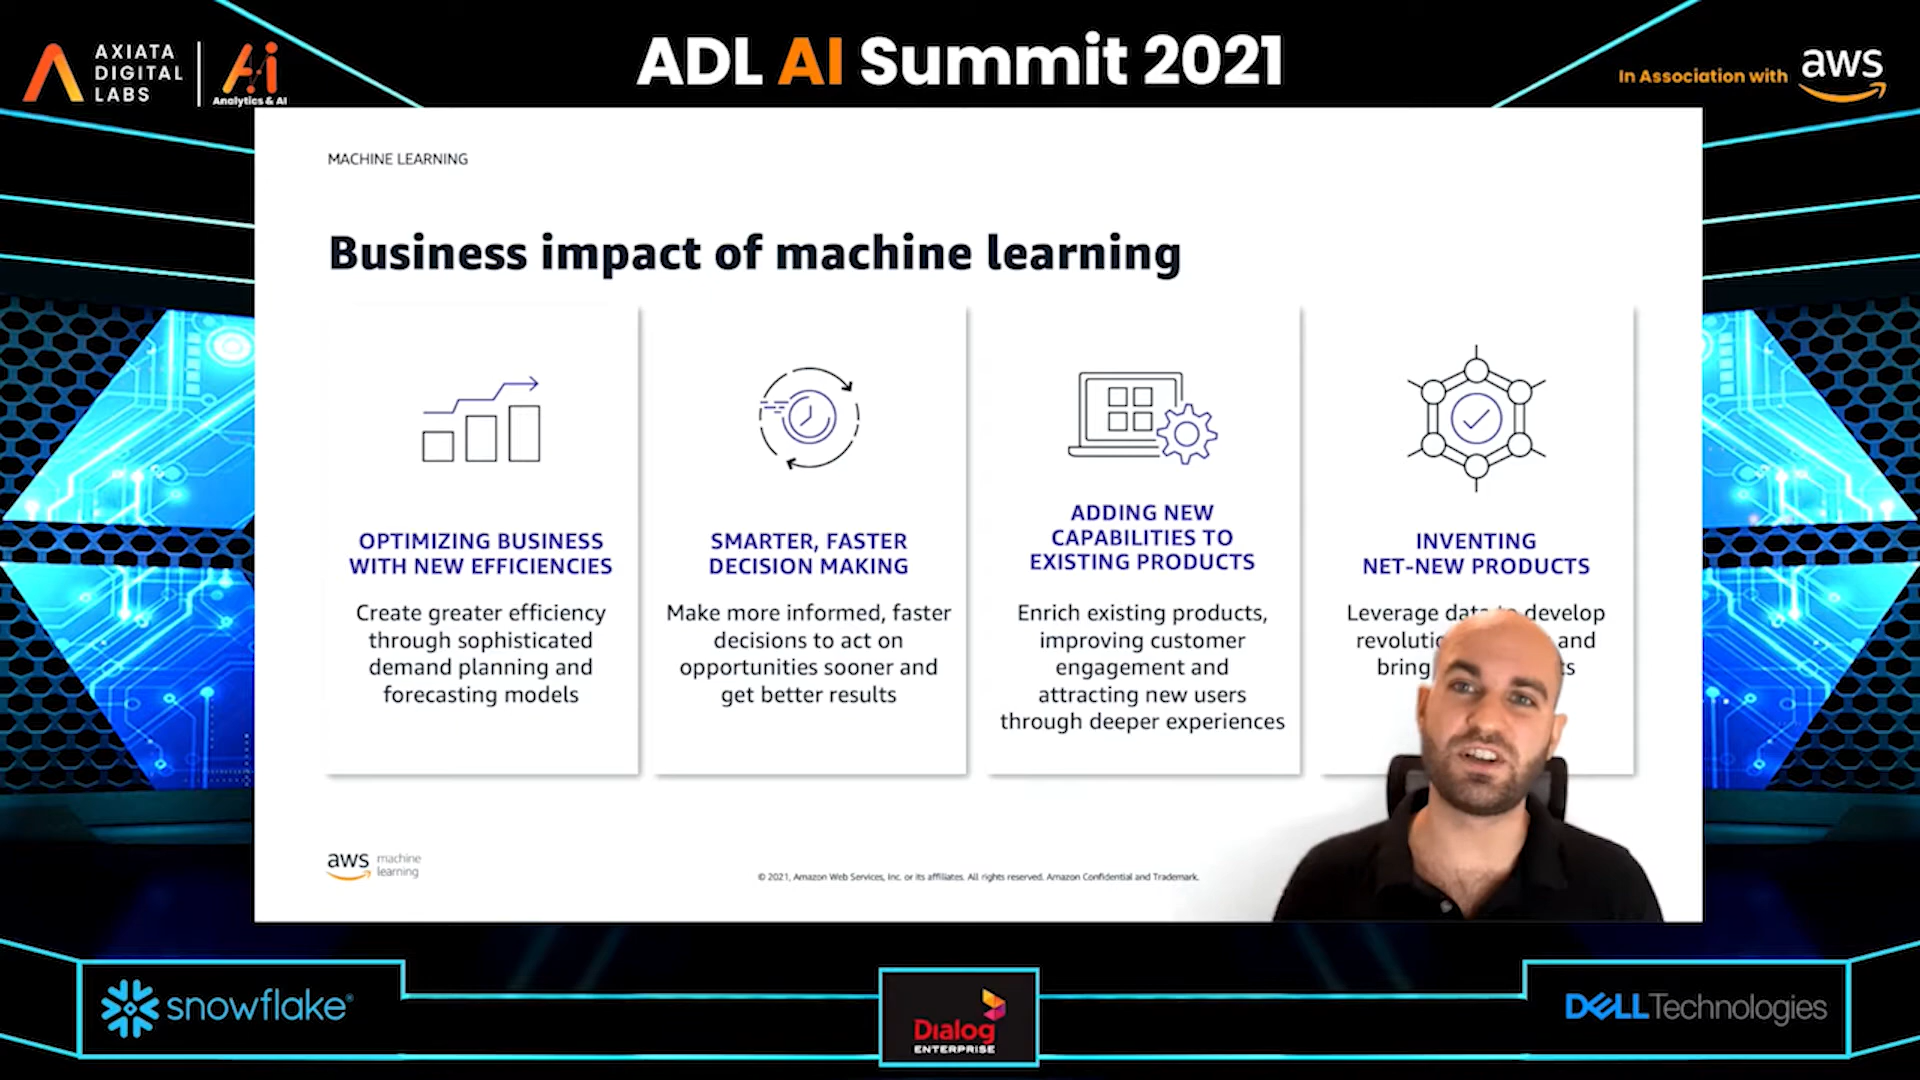 AXIATA
DIGITAL
LABS
Ai
Analytics & AI
ADL AI Summit 2021
In Association with aws
MACHINE LEARNING
Business impact of machine learning
OPTIMIZING BUSINESS
WITH NEW EFFICIENCIES
Create greater efficiency
through sophisticated
demand planning and
forecasting models
SMARTER, FASTER
DECISION MAKING
Make more informed, faster
decisions to act on
opportunities sooner and
get better results
ADDING NEW
CAPABILITIES TO
EXISTING PRODUCTS
Enrich existing products,
improving customer
engagement and
attracting new users
through deeper experiences
INVENTING
NET-NEW PRODUCTS
Leverage develop
and
bring
aws machine
learning
© 2021, Amazon Web Services, Inc. or its affiliates. All rights reserved. Amazon Confidential and Trademark.
snowflake®
Dialog
ENTERPRISE
DELL Technologies